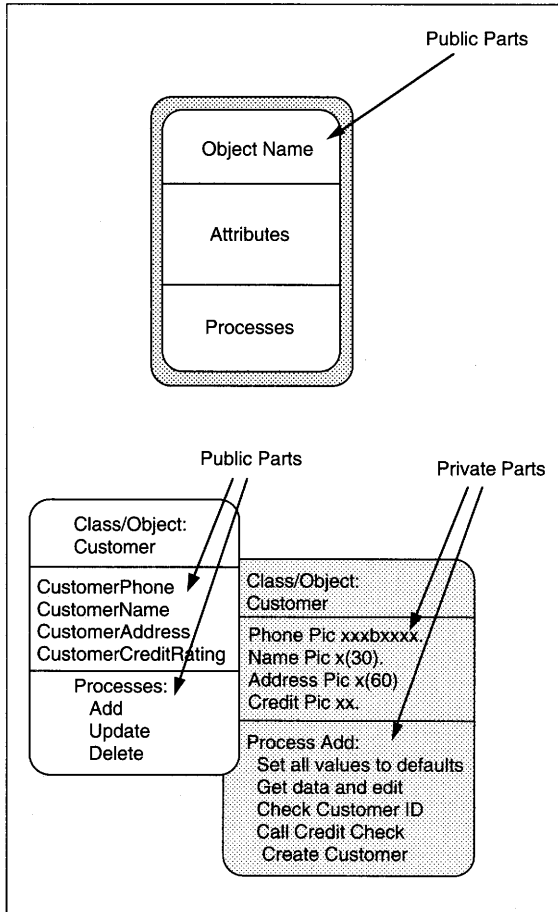 Public Parts
Object Name
Attributes
Processes
Public Parts
Private Parts
Class/Object:
Customer
CustomerPhone
CustomerName
CustomerAddress
CustomerCreditRating
Processes:
Add
Update
Delete
Class/Object:
Customer
Phone Pic xxxbxxxx.
Name Pic x(30).
Address Pic x(60)
Credit Pic xx.
Process Add:
Set all values to defaults
Get data and edit
Check Customer ID
Call Credit Check
Create Customer